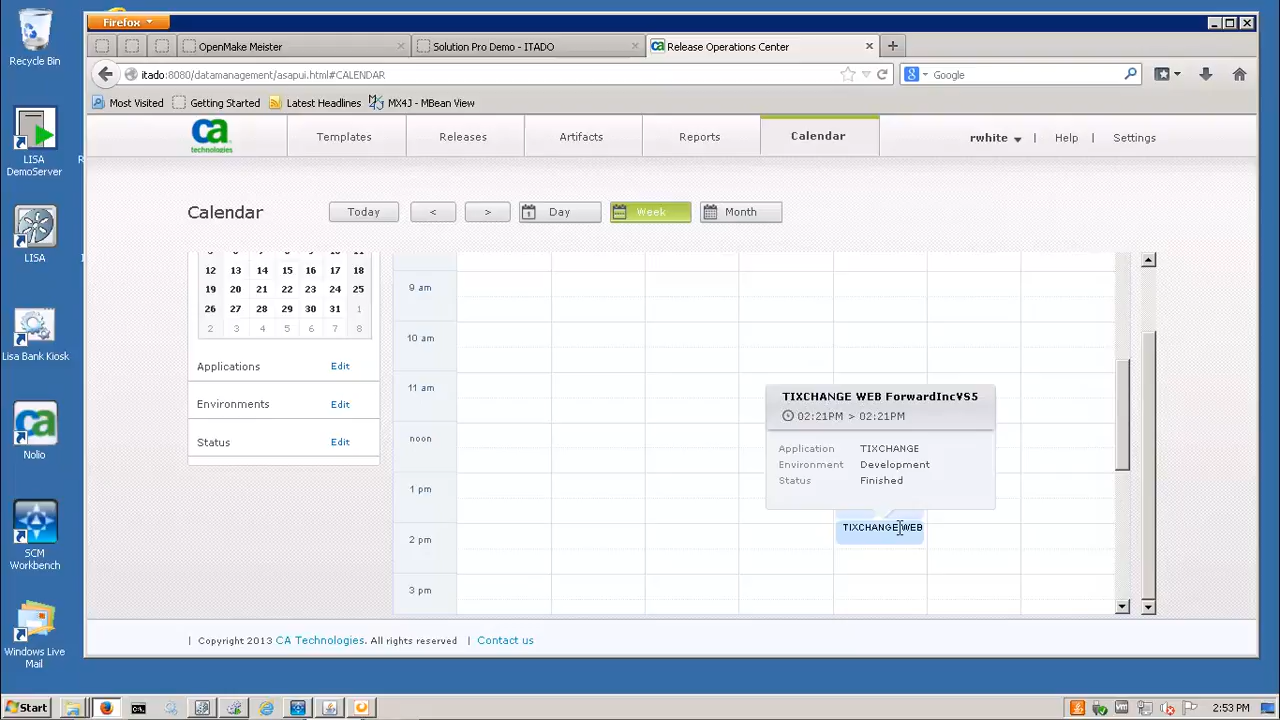 Recycle Bin
LISA
DemoServer
LISA
Lisa Bank Kiosk
Nolio
SCM
Workbench
Windows Live
Mail
Firefox
OpenMake Meister
Solution Pro Demo - ITADO
Release Operations Center
itado:8080/datamanagement/asapui.html#CALENDAR
Google
Most Visited
Getting Started
Latest Headlines
MX4J - MBean View
ca
technologies
Templates
Releases
Artifacts
Reports
Calendar
rwhite
Help
Settings
Calendar
Today
<
>
Day
Week
Month
12 13 14 15 16 17 18
19 20 21 22 23 24 25
26 27 28 29 30 31 1
2 3 4 5 6 7 8
Applications Edit
Environments Edit
Status Edit
9 am
10 am
11 am
noon
1 pm
2 pm
3 pm
TIXCHANGE WEB ForwardIncVS5
02:21PM > 02:21PM
Application TIXCHANGE
Environment Development
Status Finished
TIXCHANGE WEB
| Copyright 2013 CA Technologies. All rights reserved | Contact us
Start
2:53 PM